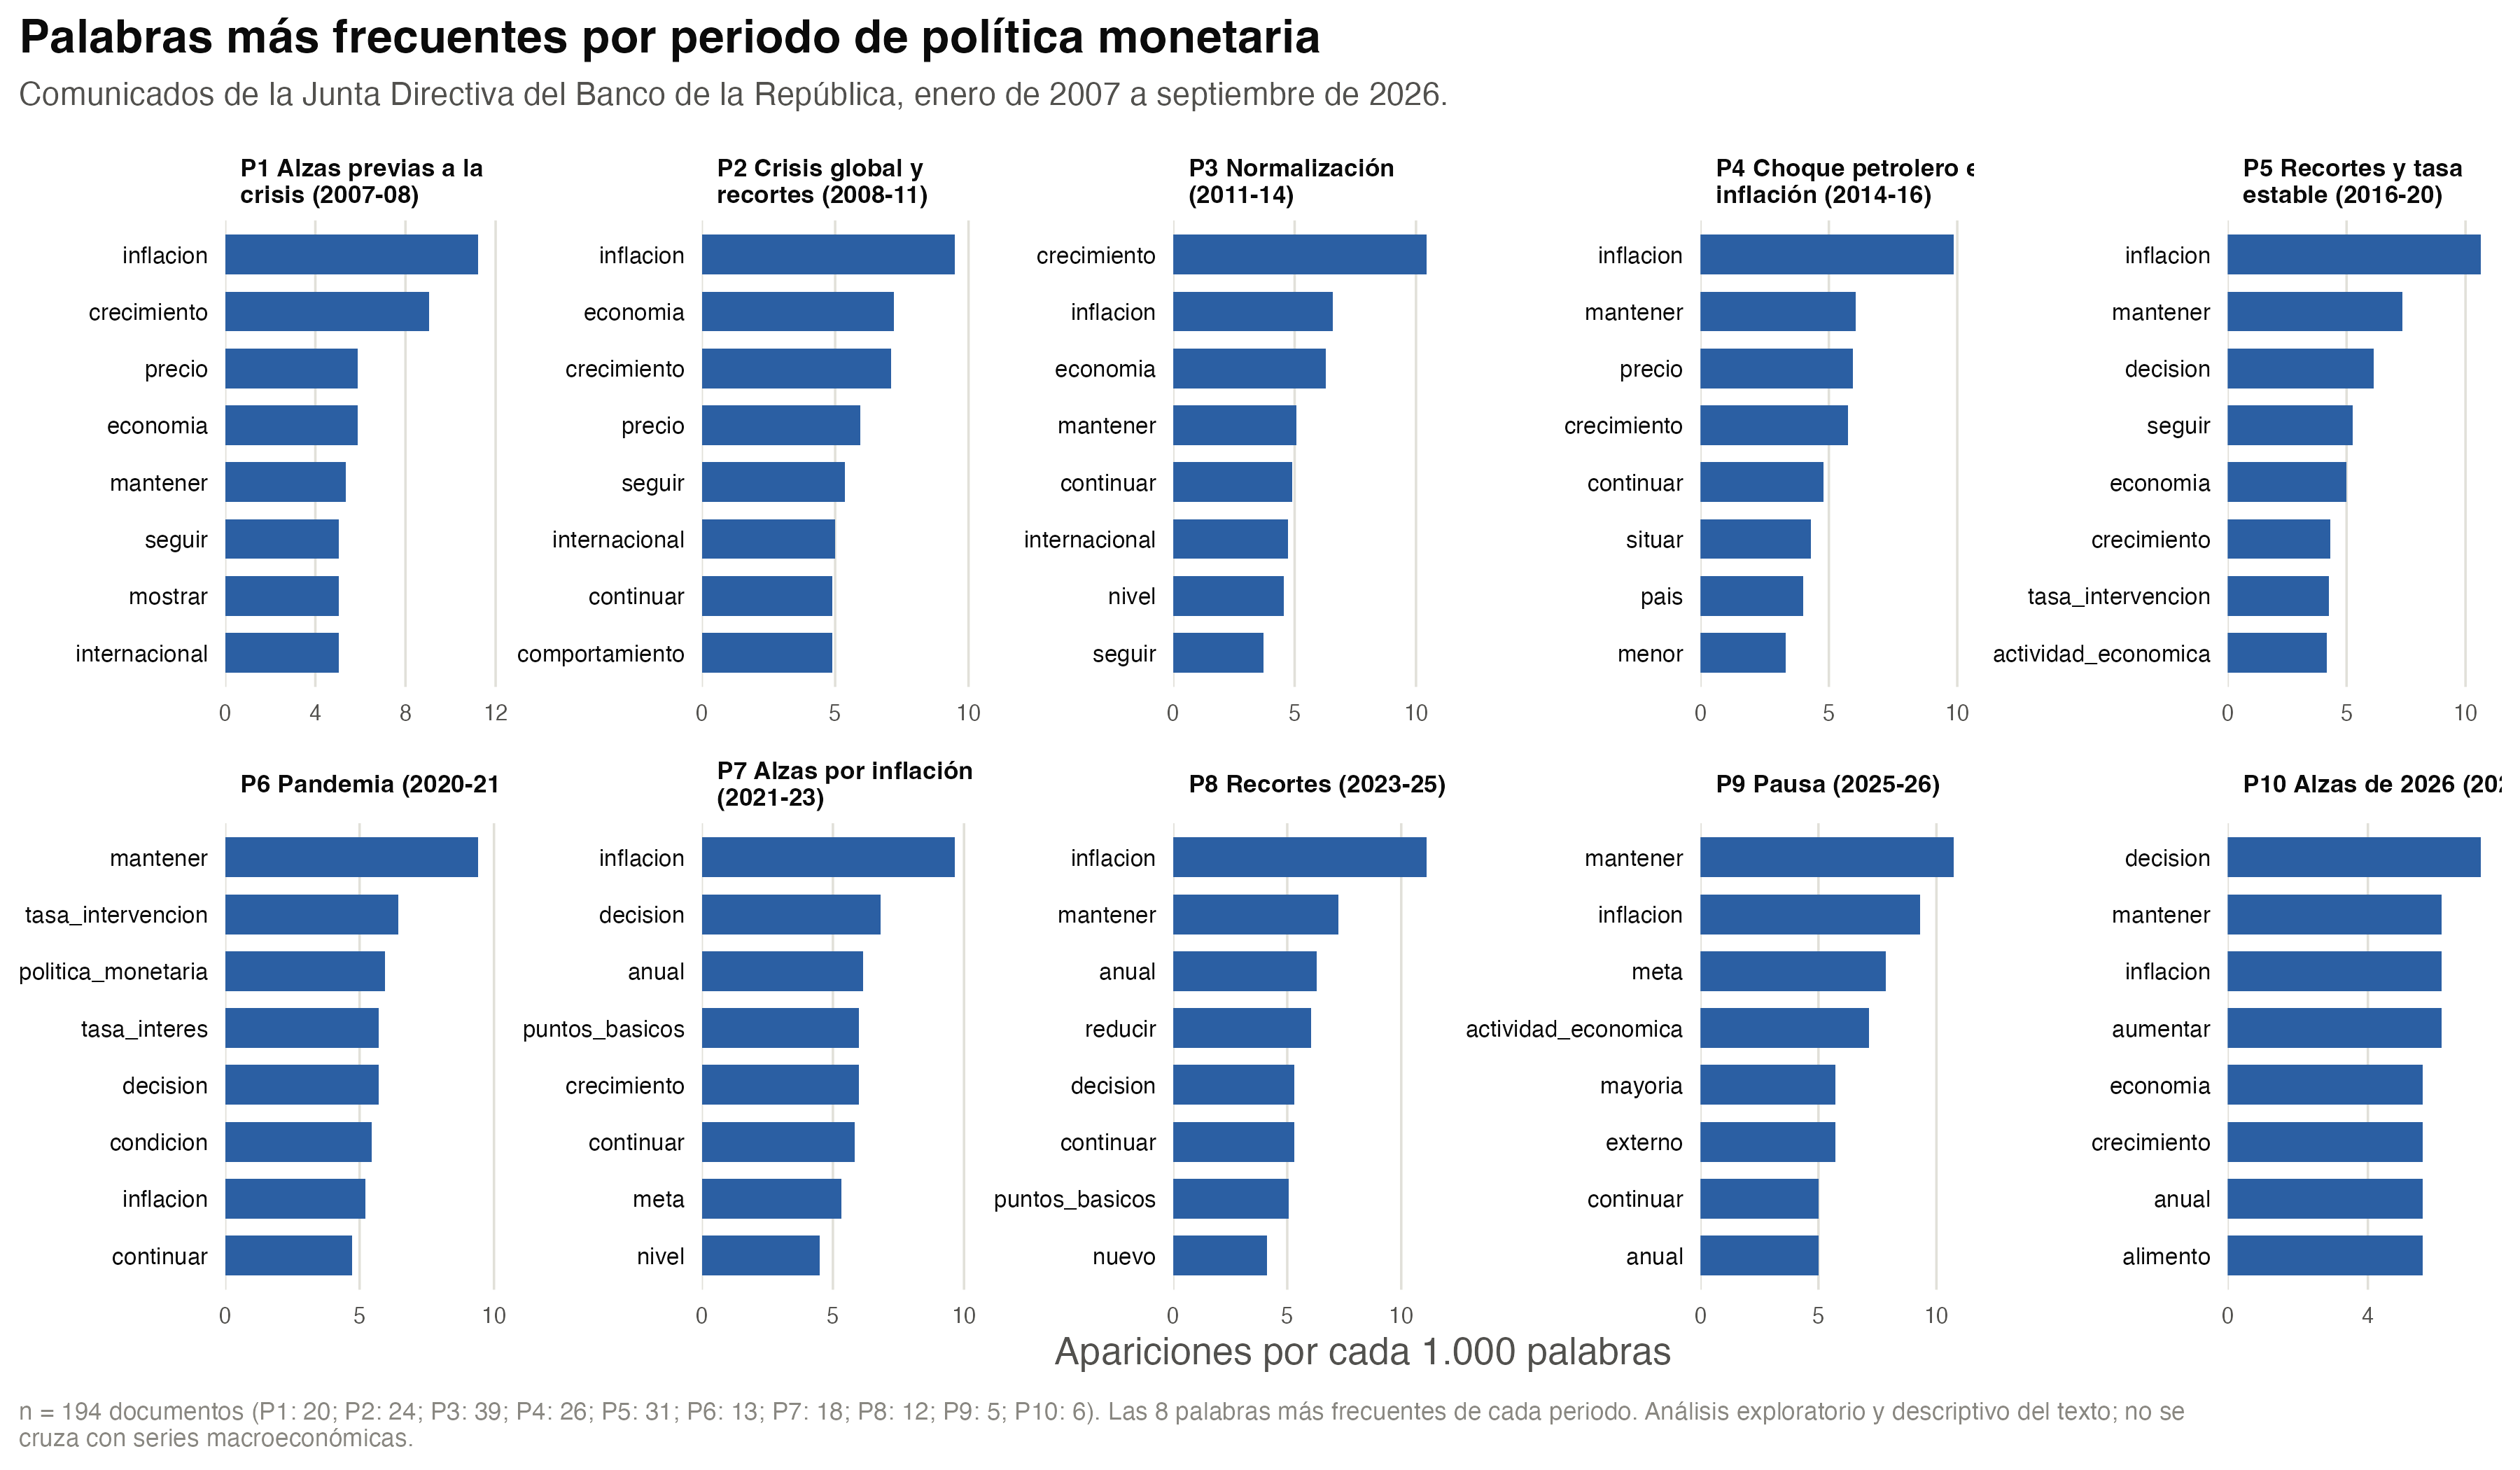 Palabras más frecuentes por periodo de política monetaria
Comunicados de la Junta Directiva del Banco de la República, enero de 2007 a septiembre de 2026.
P1 Alzas previas a la
crisis (2007-08)
inflacion
crecimiento
precio
economia
mantener
seguir
mostrar
internacional
0 4 8 12
P2 Crisis global y
recortes (2008-11)
inflacion
economia
crecimiento
precio
seguir
internacional
continuar
comportamiento
0 5 10
P3 Normalización
(2011-14)
crecimiento
inflacion
economia
mantener
continuar
internacional
nivel
seguir
0 5 10
P4 Choque petrolero e
inflación (2014-16)
inflacion
mantener
precio
crecimiento
continuar
situar
pais
menor
0 5 10
P5 Recortes y tasa
estable (2016-20)
inflacion
mantener
decision
seguir
economia
crecimiento
tasa_intervencion
actividad_economica
0 5 10
P6 Pandemia (2020-21
mantener
tasa_intervencion
politica_monetaria
tasa_interes
decision
condicion
inflacion
continuar
0 5 10
P7 Alzas por inflación
(2021-23)
inflacion
decision
anual
puntos_basicos
crecimiento
continuar
meta
nivel
0 5 10
P8 Recortes (2023-25)
inflacion
mantener
anual
reducir
decision
continuar
puntos_basicos
nuevo
0 5 10
P9 Pausa (2025-26)
mantener
inflacion
meta
actividad_economica
mayoria
externo
continuar
anual
0 5 10
P10 Alzas de 2026 (202
decision
mantener
inflacion
aumentar
economia
crecimiento
anual
alimento
0 4
Apariciones por cada 1.000 palabras
n = 194 documentos (P1: 20; P2: 24; P3: 39; P4: 26; P5: 31; P6: 13; P7: 18; P8: 12; P9: 5; P10: 6). Las 8 palabras más frecuentes de cada periodo. Análisis exploratorio y descriptivo del texto; no se
cruza con series macroeconómicas.